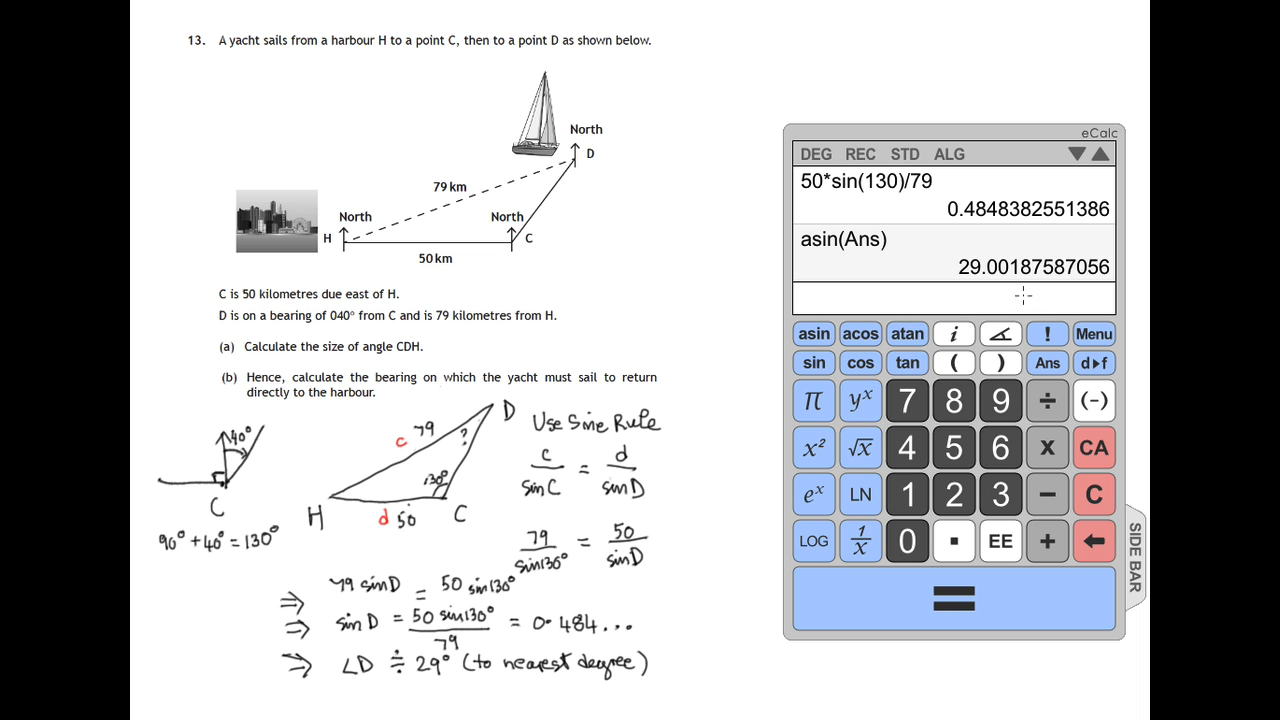 13. A yacht sails from a harbour H to a point C, then to a point D as shown below.
North
D
79 km
North
North
H
C
50 km
C is 50 kilometres due east of H.
D is on a bearing of 040° from C and is 79 kilometres from H.
(a) Calculate the size of angle CDH.
(b) Hence, calculate the bearing on which the yacht must sail to return
directly to the harbour.
40°
C
90° + 40° = 130°
D
c 79
?
130°
H
d 50
C
Use Sine Rule
c/sinC = d/sinD
79/sin130° = 50/sinD
⇒ 79 sinD = 50 sin130°
⇒ sinD = 50 sin130°/79 = 0.484...
⇒ ∠D ≑ 29° (to nearest degree)
eCalc
DEG REC STD ALG ▼ ▲
50*sin(130)/79
0.4848382551386
asin(Ans)
29.00187587056
asin acos atan i ∠ ! Menu
sin cos tan ( ) Ans d▸f
π yˣ 7 8 9 ÷ (-)
x² √x 4 5 6 x CA
eˣ LN 1 2 3 − C
LOG 1/x 0 . EE + ←
=
SIDE BAR